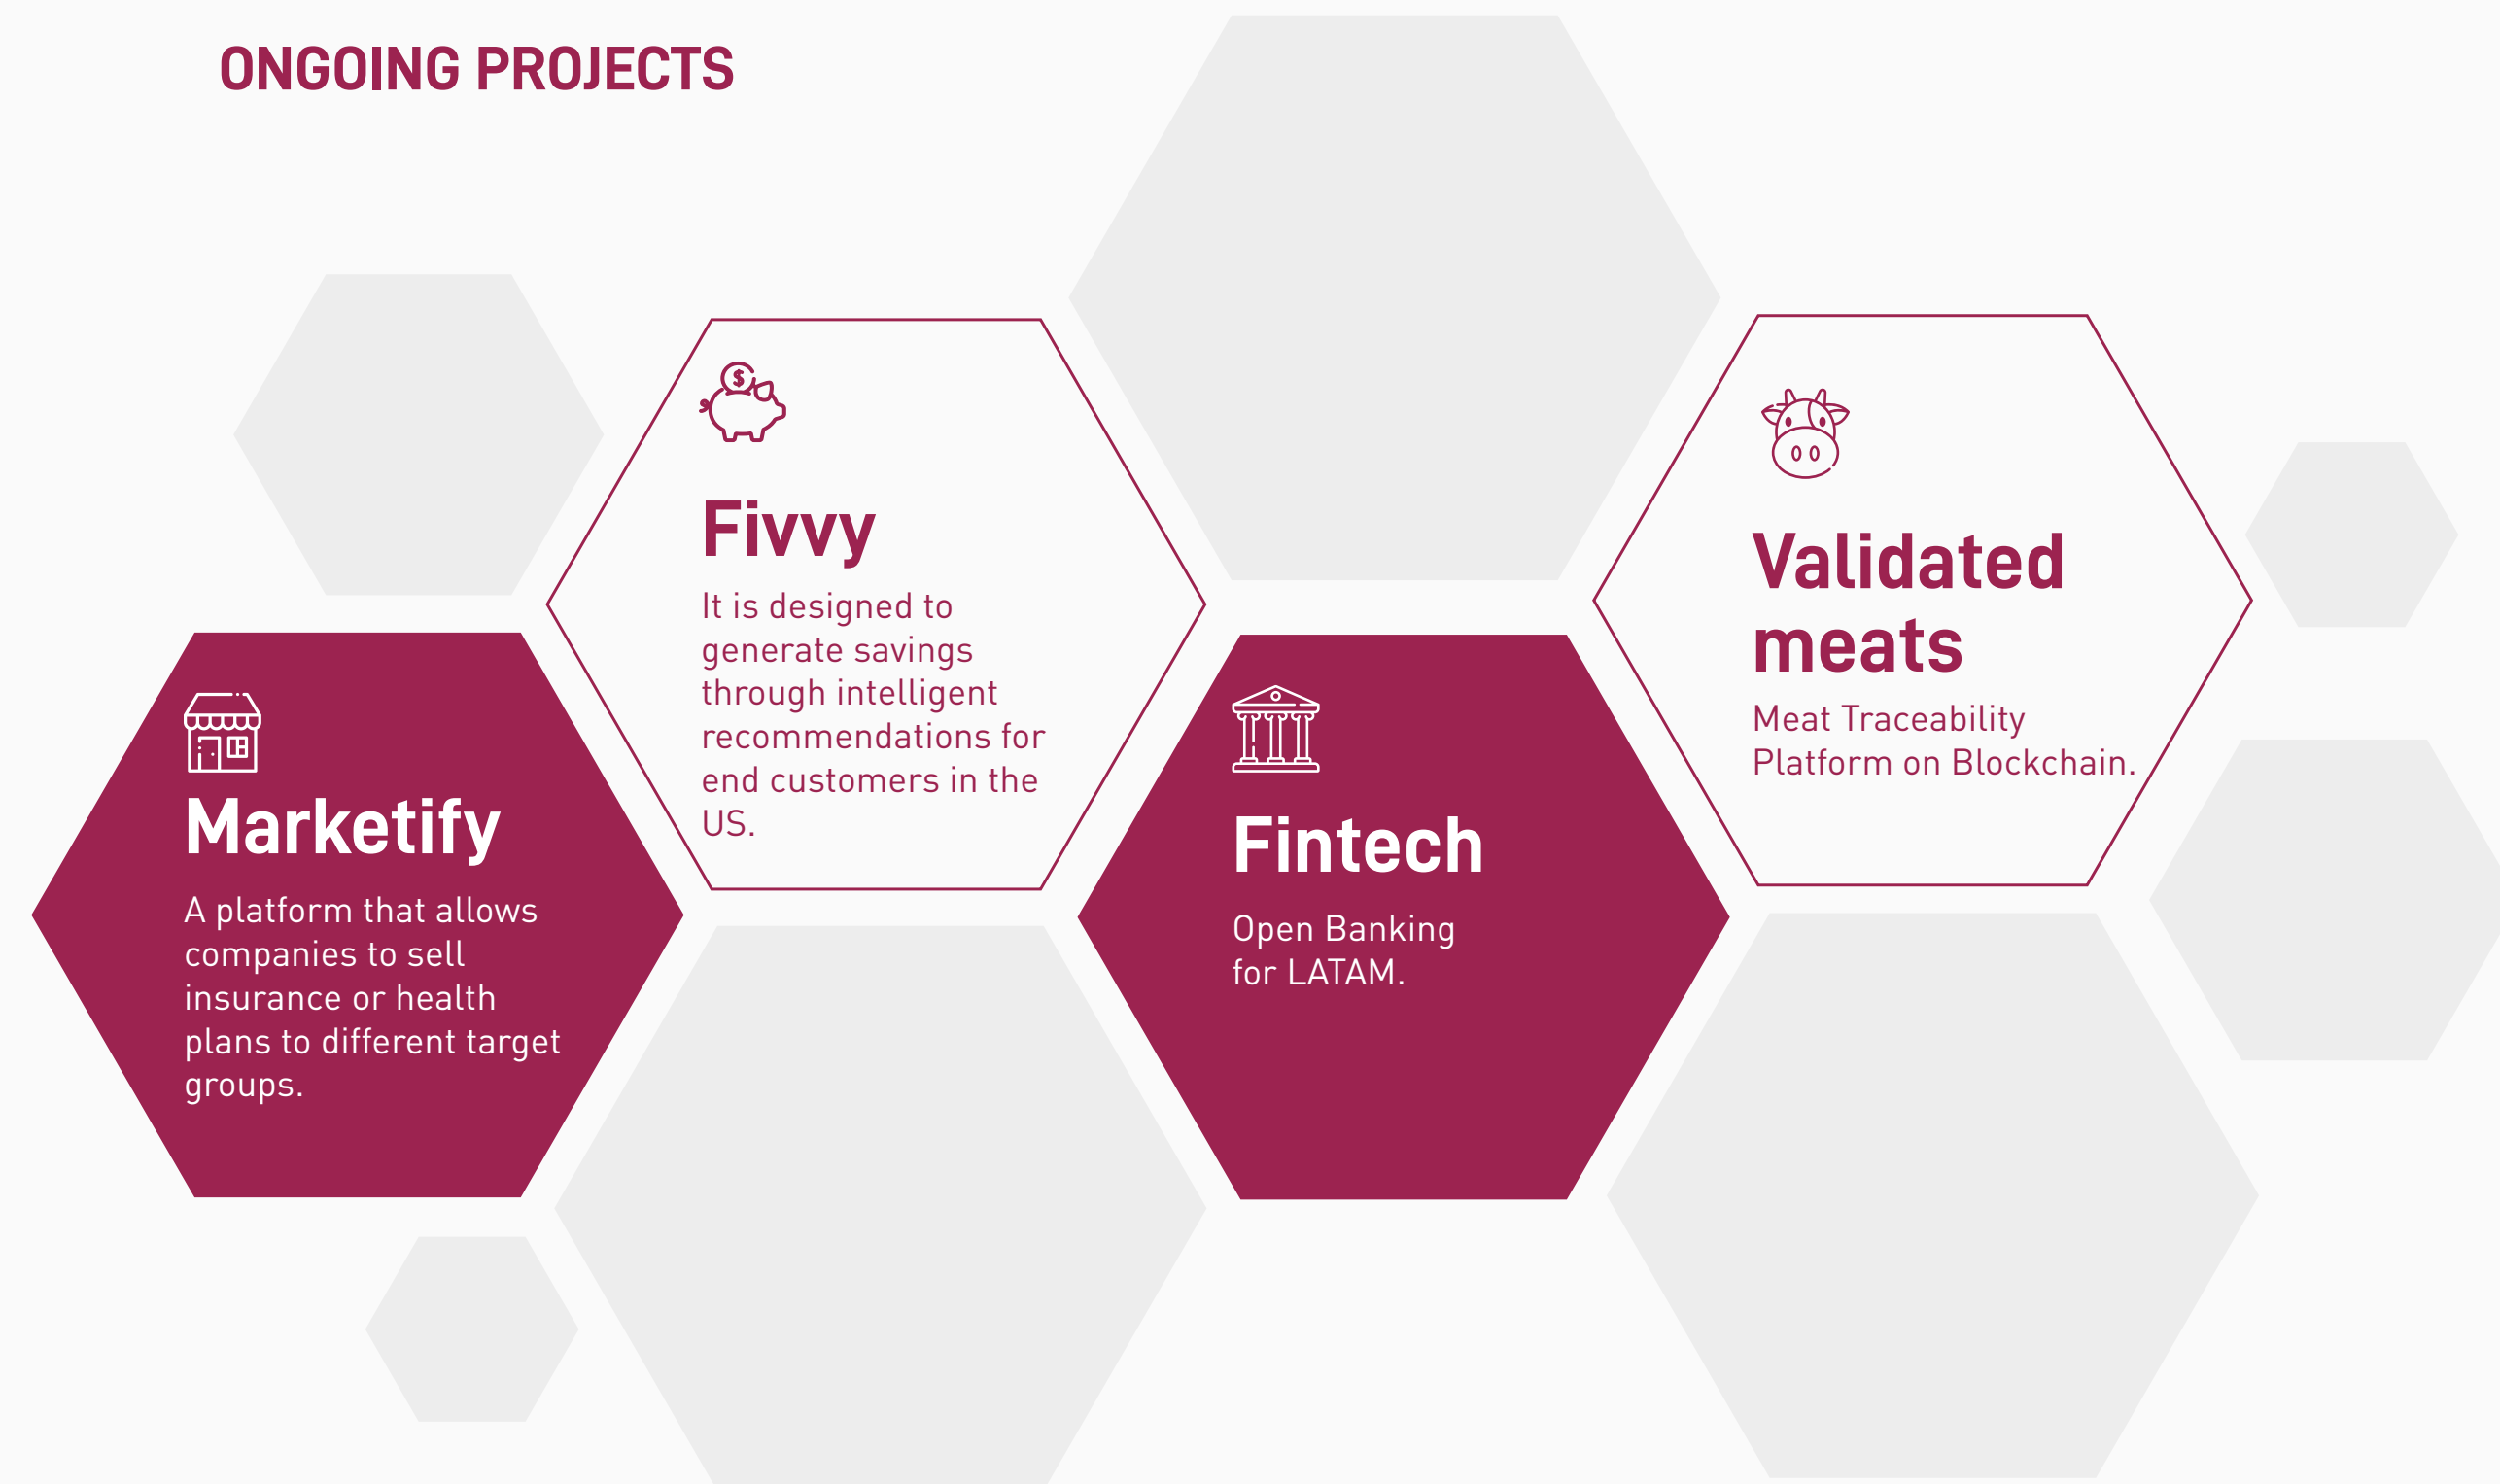 ONGOING PROJECTS
Marketify
A platform that allows
companies to sell
insurance or health
plans to different target
groups.
Fivvy
It is designed to
generate savings
through intelligent
recommendations for
end customers in the
US.
Fintech
Open Banking
for LATAM.
Validated
meats
Meat Traceability
Platform on Blockchain.